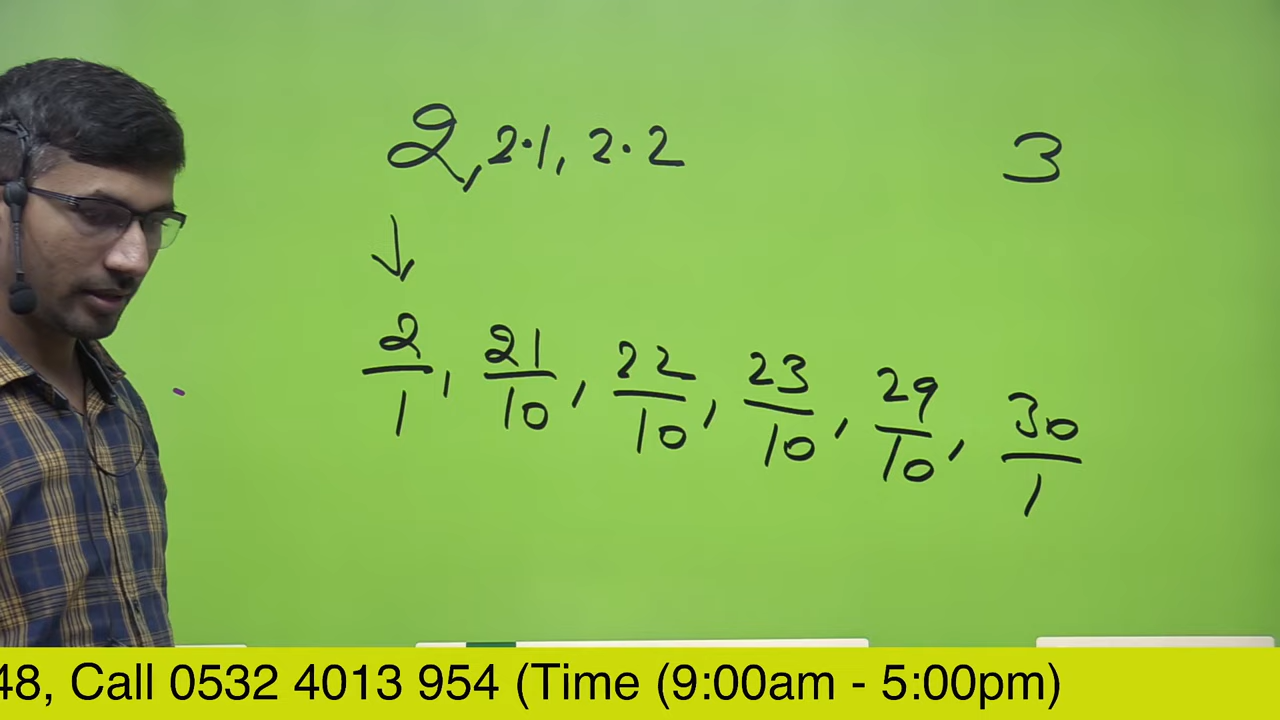 2, 2.1, 2.2 3
2/1, 21/10, 22/10, 23/10, 29/10, 30/1
48, Call 0532 4013 954 (Time (9:00am - 5:00pm)